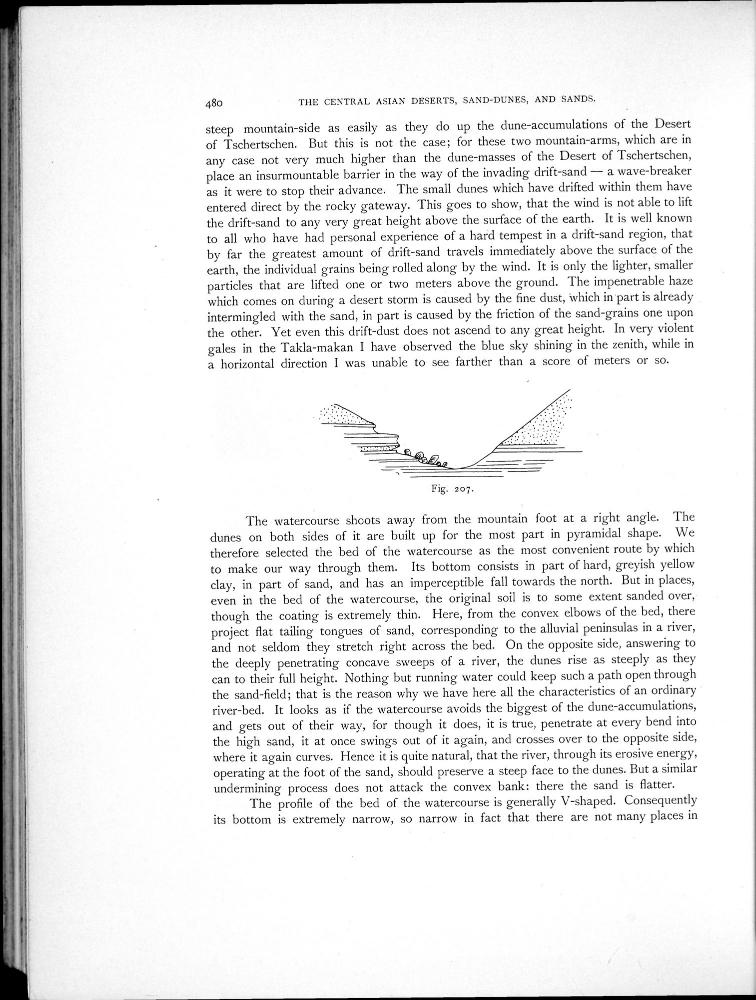 480 THE CENTRAL ASIAN DESERTS, SAND-DUNES, AND SANDS.
steep mountain-side as easily as they do up the dune-accumulations of the Desert
of Tschertschen. But this is not the case; for these two mountain-arms, which are in
any case not very much higher than the dune-masses of the Desert of Tschertschen,
place an insurmountable barrier in the way of the invading drift-sand — a wave-breaker
as it were to stop their advance. The small dunes which have drifted within them have
entered direct by the rocky gateway. This goes to show, that the wind is not able to lift
the drift-sand to any very great height above the surface of the earth. It is well known
to all who have had personal experience of a hard tempest in a drift-sand region, that
by far the greatest amount of drift-sand travels immediately above the surface of the
earth, the individual grains being rolled along by the wind. It is only the lighter, smaller
particles that are lifted one or two meters above the ground. The impenetrable haze
which comes on during a desert storm is caused by the fine dust, which in part is already
intermingled with the sand, in part is caused by the friction of the sand-grains one upon
the other. Yet even this drift-dust does not ascend to any great height. In very violent
gales in the Takla-makan I have observed the blue sky shining in the zenith, while in
a horizontal direction I was unable to see farther than a score of meters or so.
Fig. 207.
The watercourse shoots away from the mountain foot at a right angle. The
dunes on both sides of it are built up for the most part in pyramidal shape. We
therefore selected the bed of the watercourse as the most convenient route by which
to make our way through them. Its bottom consists in part of hard, greyish yellow
clay, in part of sand, and has an imperceptible fall towards the north. But in places,
even in the bed of the watercourse, the original soil is to some extent sanded over,
though the coating is extremely thin. Here, from the convex elbows of the bed, there
project flat tailing tongues of sand, corresponding to the alluvial peninsulas in a river,
and not seldom they stretch right across the bed. On the opposite side, answering to
the deeply penetrating concave sweeps of a river, the dunes rise as steeply as they
can to their full height. Nothing but running water could keep such a path open through
the sand-field; that is the reason why we have here all the characteristics of an ordinary
river-bed. It looks as if the watercourse avoids the biggest of the dune-accumulations,
and gets out of their way, for though it does, it is true, penetrate at every bend into
the high sand, it at once swings out of it again, and crosses over to the opposite side,
where it again curves. Hence it is quite natural, that the river, through its erosive energy,
operating at the foot of the sand, should preserve a steep face to the dunes. But a similar
undermining process does not attack the convex bank: there the sand is flatter.
The profile of the bed of the watercourse is generally V-shaped. Consequently
its bottom is extremely narrow, so narrow in fact that there are not many places in